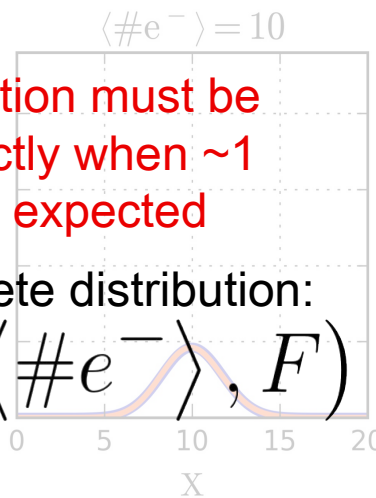 ⟨#e⁻⟩ = 10
tion must be
ctly when ~1
expected
ete distribution:
⟨#e⁻⟩, F)
0 5 10 15 20
X